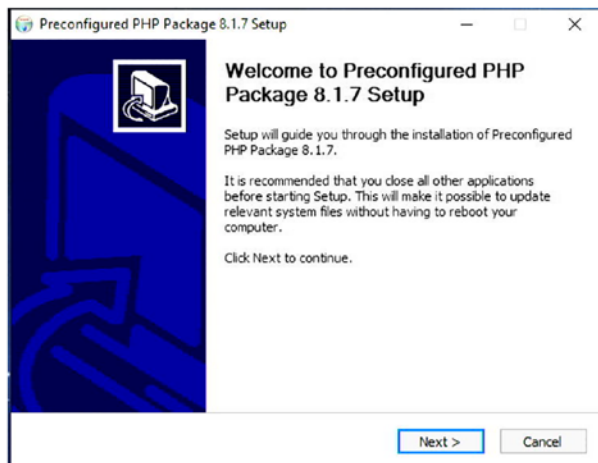 Preconfigured PHP Package 8.1.7 Setup
Welcome to Preconfigured PHP
Package 8.1.7 Setup
Setup will guide you through the installation of Preconfigured
PHP Package 8.1.7.
It is recommended that you close all other applications
before starting Setup. This will make it possible to update
relevant system files without having to reboot your
computer.
Click Next to continue.
Next >
Cancel